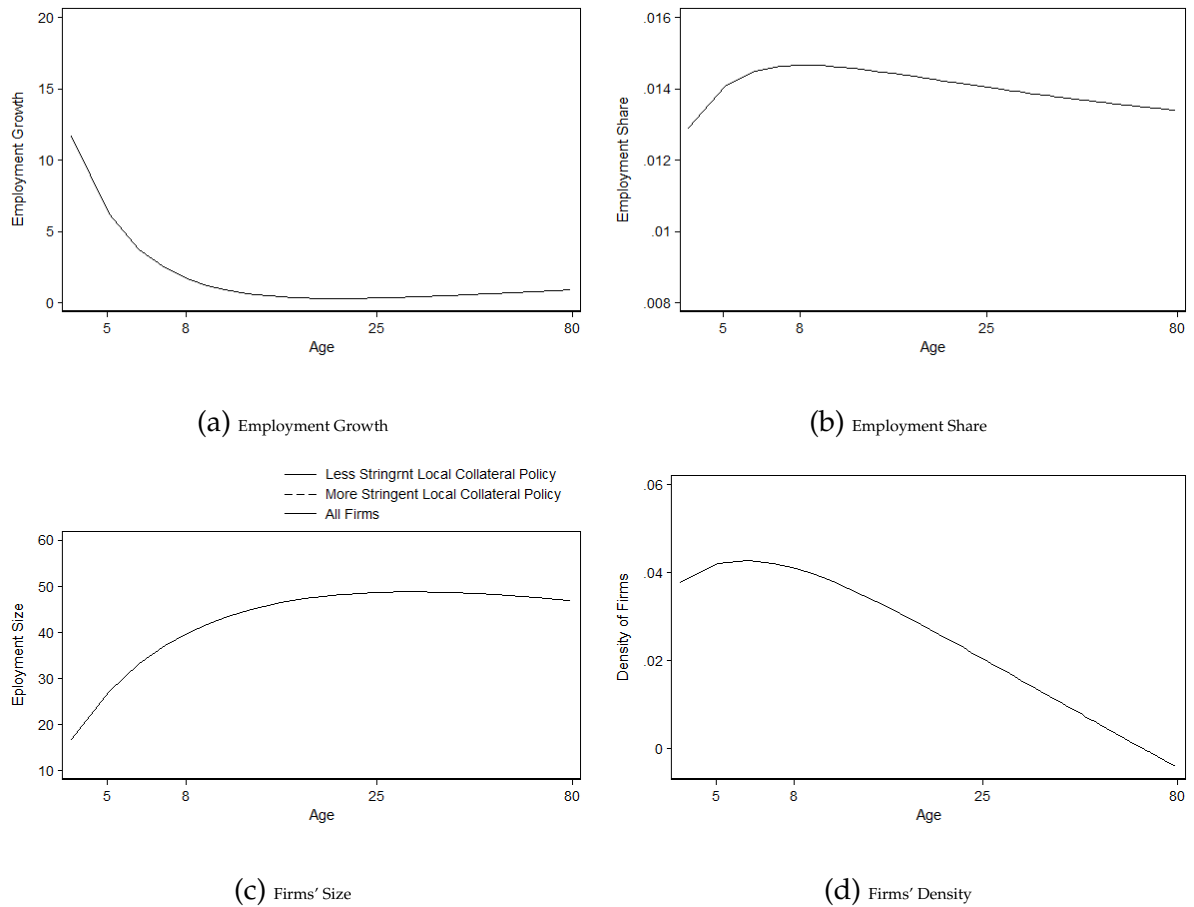 20
15
10
5
0
Employment Growth
5 8 25 80
Age
(a) Employment Growth
.016
.014
.012
.01
.008
Employment Share
5 8 25 80
Age
(b) Employment Share
Less Stringrnt Local Collateral Policy
More Stringent Local Collateral Policy
All Firms
60
50
40
30
20
10
Eployment Size
5 8 25 80
Age
(c) Firms' Size
.06
.04
.02
0
Density of Firms
5 8 25 80
Age
(d) Firms' Density